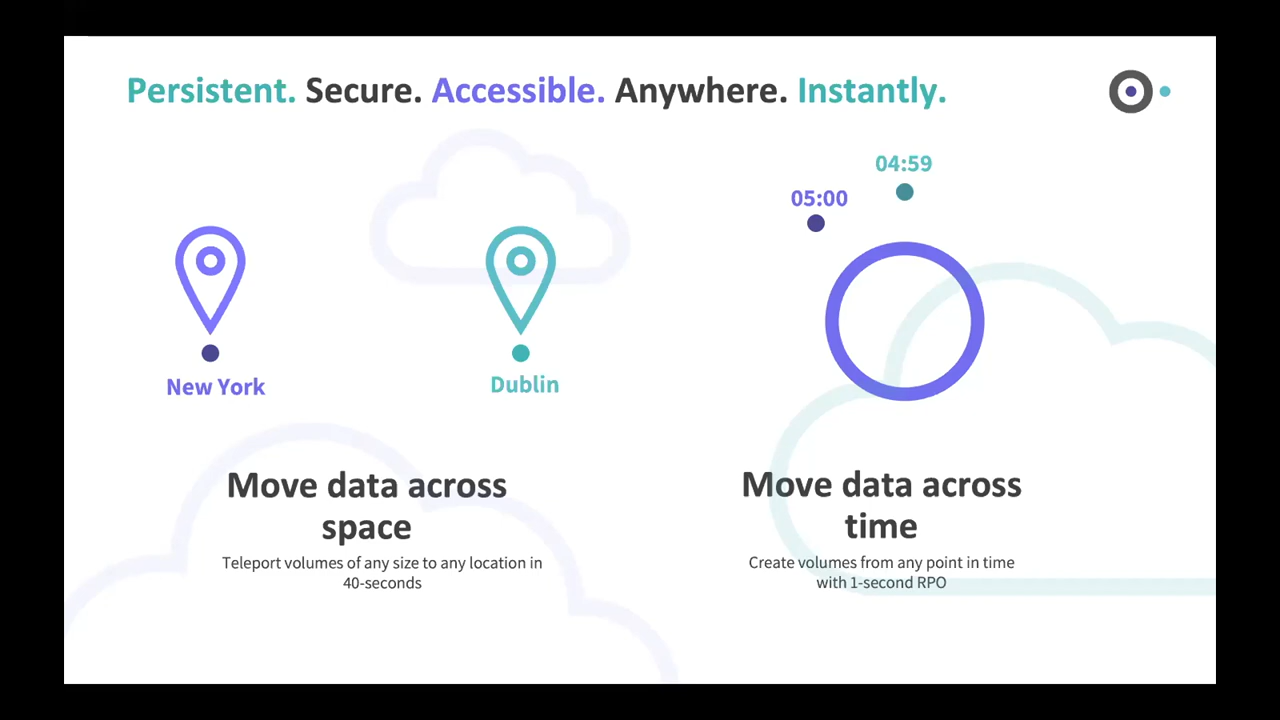 Persistent. Secure. Accessible. Anywhere. Instantly.
04:59
05:00
New York
Dublin
Move data across
space
Teleport volumes of any size to any location in
40-seconds
Move data across
time
Create volumes from any point in time
with 1-second RPO